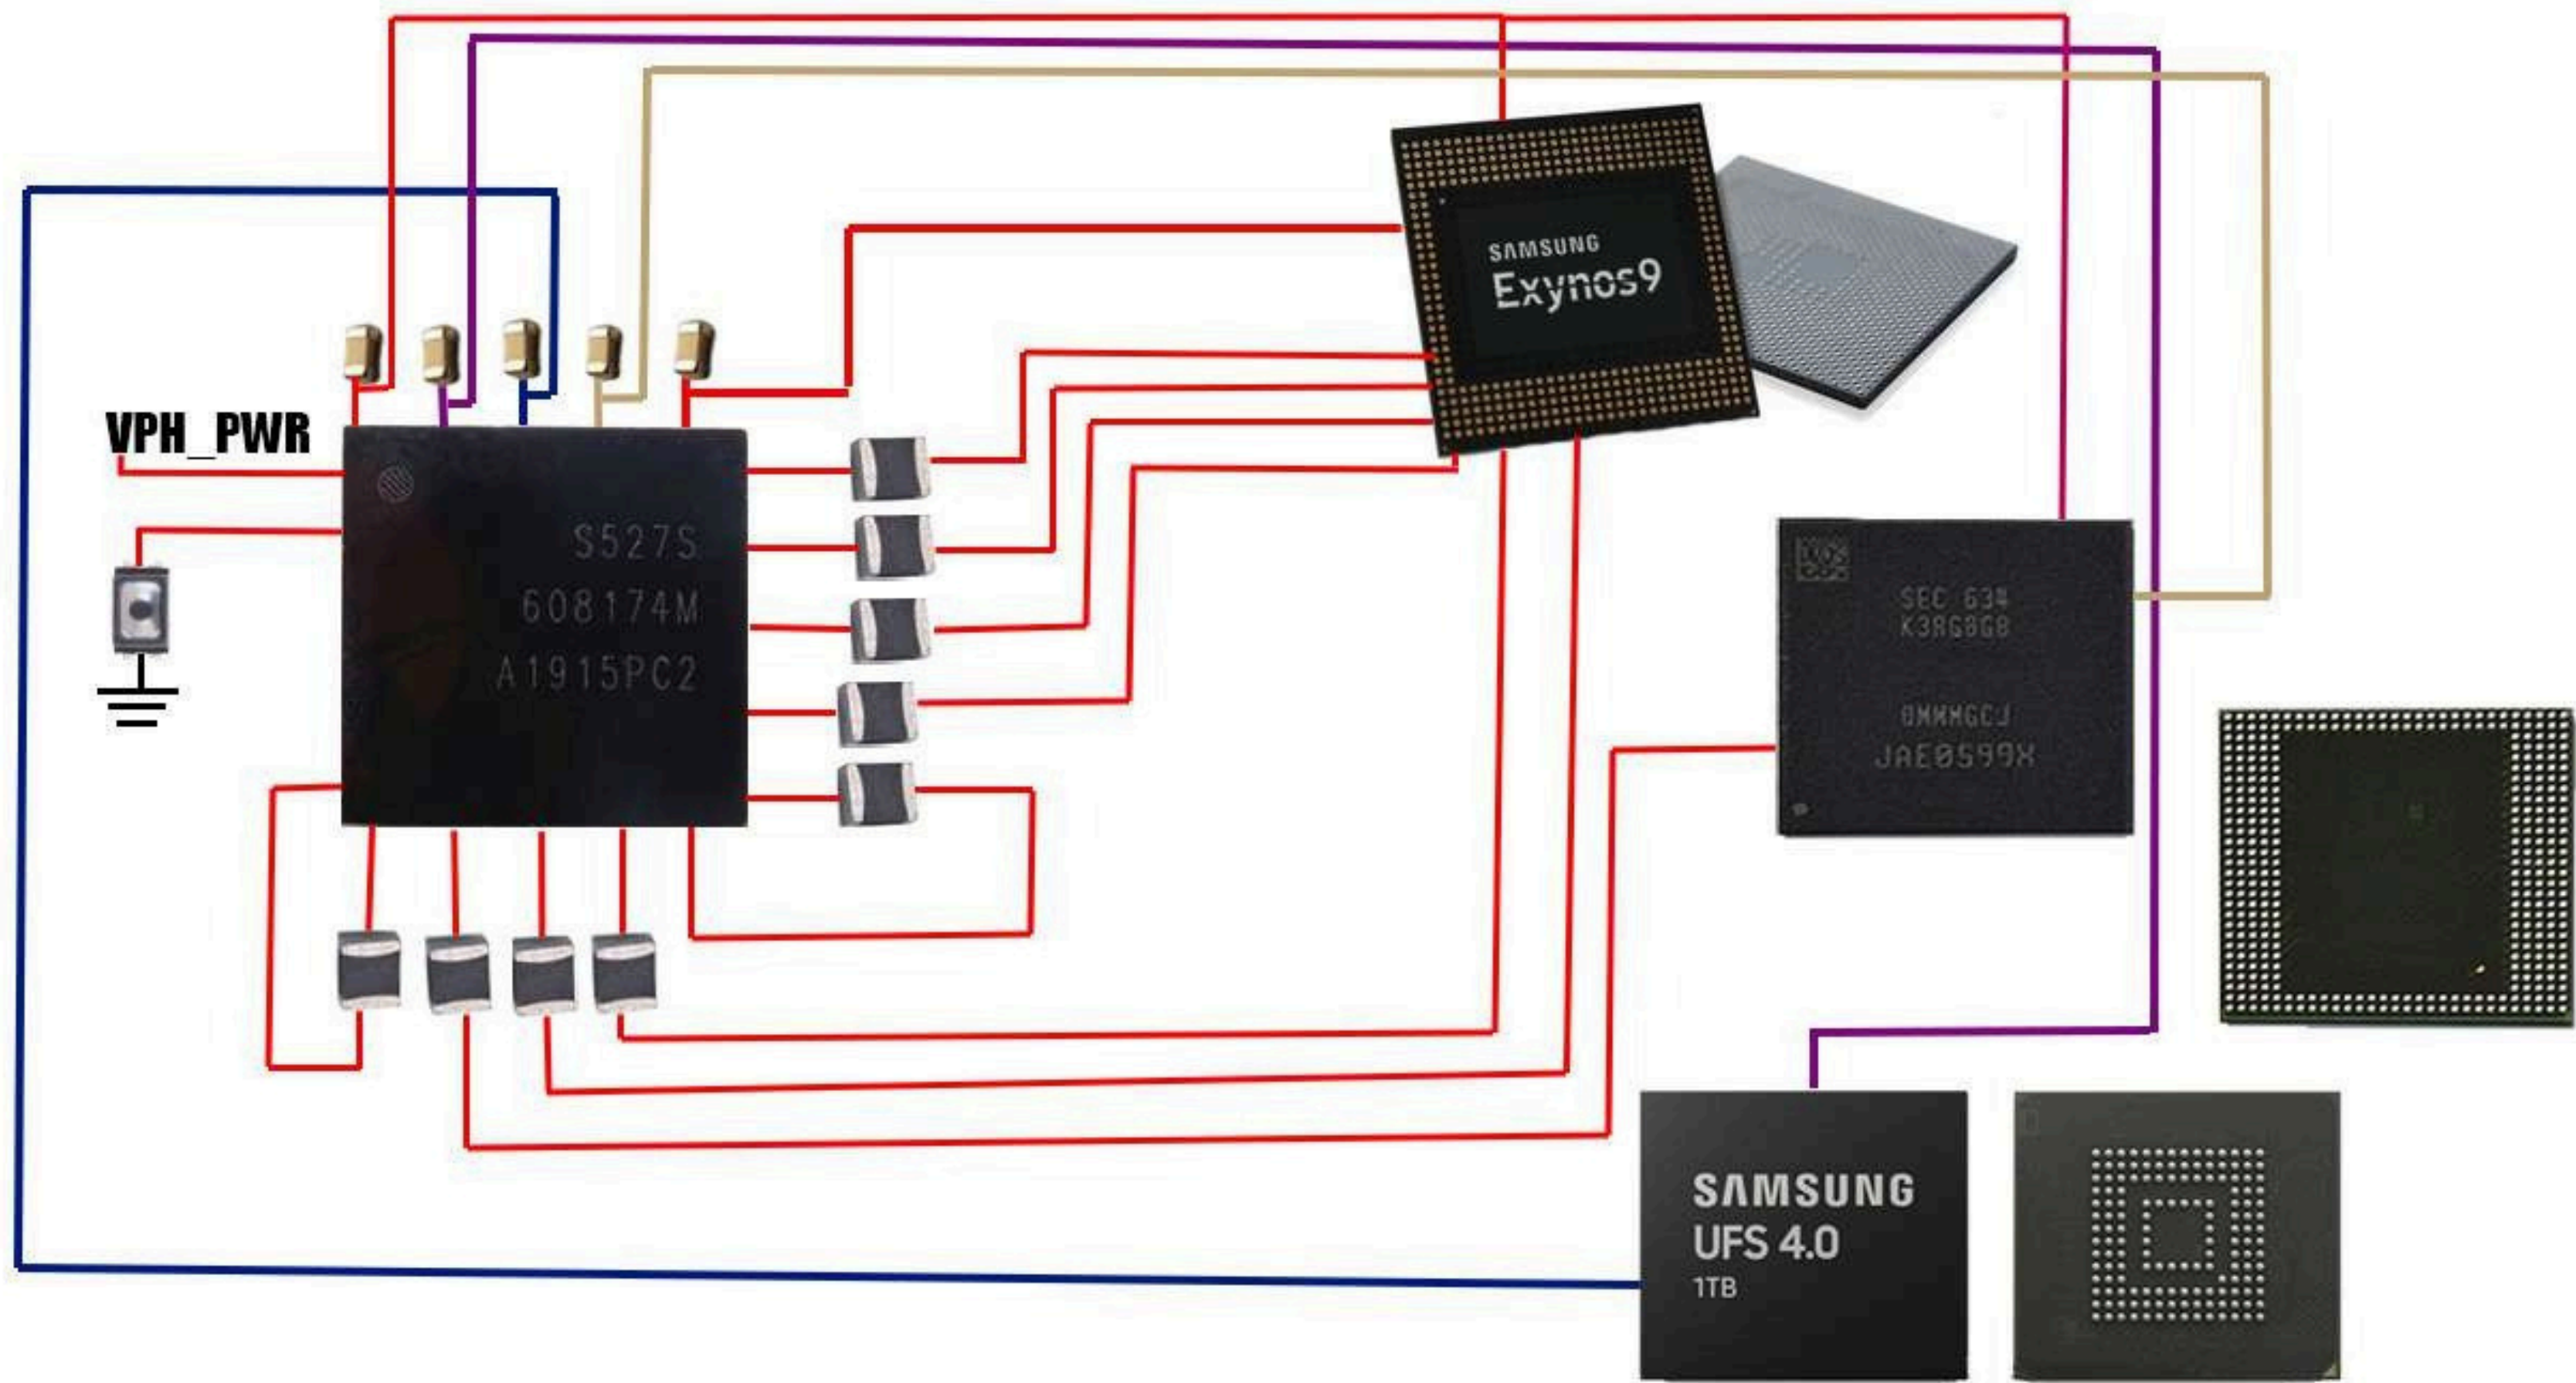 VPH_PWR
S527S
608174M
A1915PC2
SAMSUNG
Exynos9
SEC 634
K3RG8G8
0MMMGCJ
JAE0599X
SAMSUNG
UFS 4.0
1TB